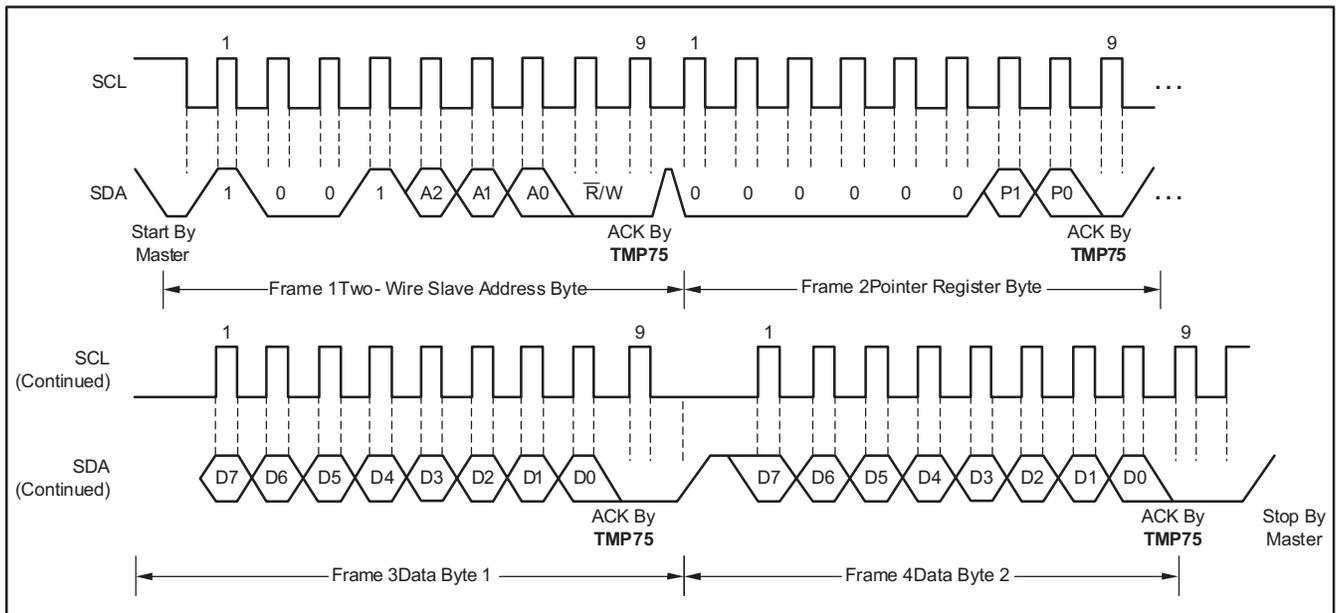 1 9 1 9
SCL ...
SDA 1 0 0 1 A2 A1 A0 R̅/W 0 0 0 0 0 0 P1 P0 ...
Start By ACK By ACK By
Master TMP75 TMP75
Frame 1Two- Wire Slave Address Byte Frame 2Pointer Register Byte
1 9 1 9
SCL
(Continued)
SDA D7 D6 D5 D4 D3 D2 D1 D0 D7 D6 D5 D4 D3 D2 D1 D0
(Continued)
ACK By ACK By Stop By
TMP75 TMP75 Master
Frame 3Data Byte 1 Frame 4Data Byte 2